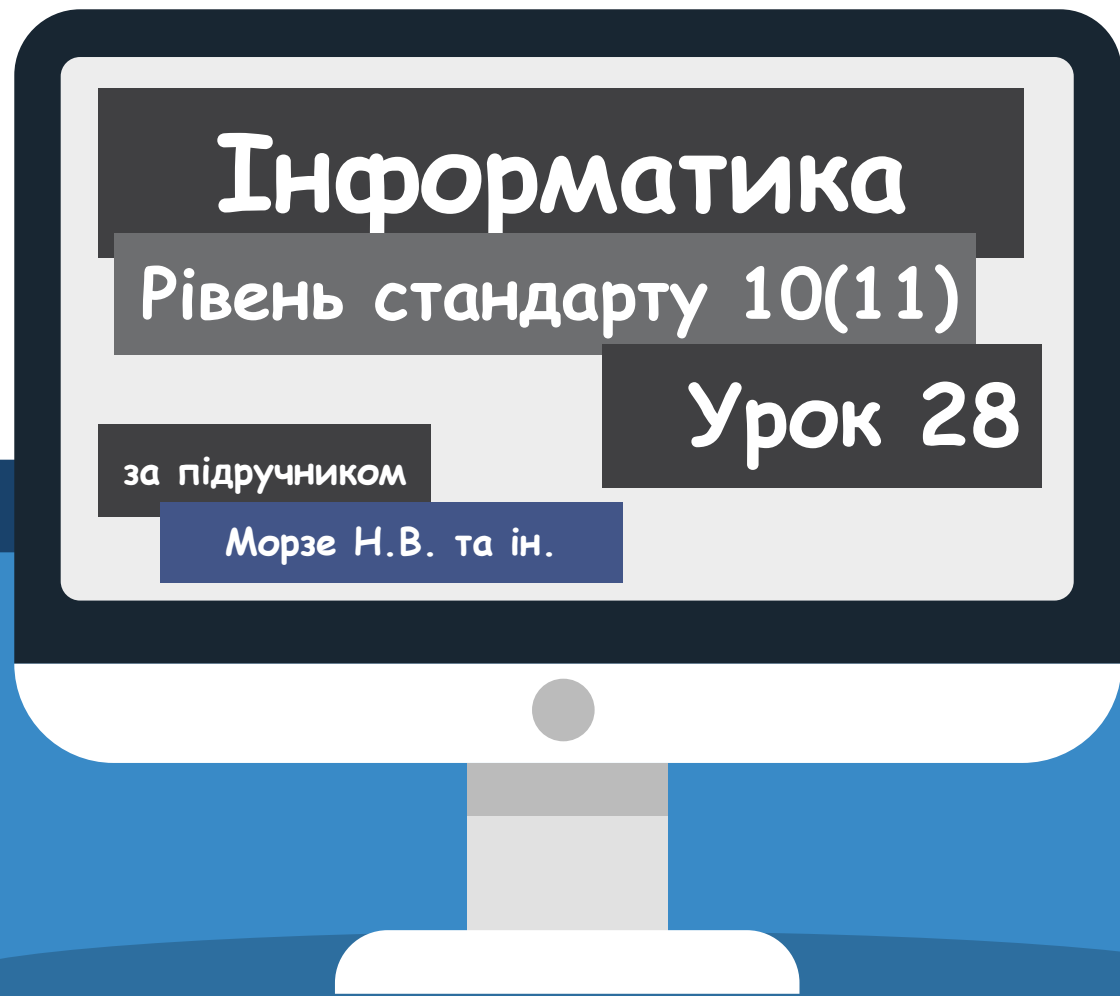 Інформатика
Рівень стандарту 10(11)
Урок 28
за підручником
Морзе Н.В. та ін.